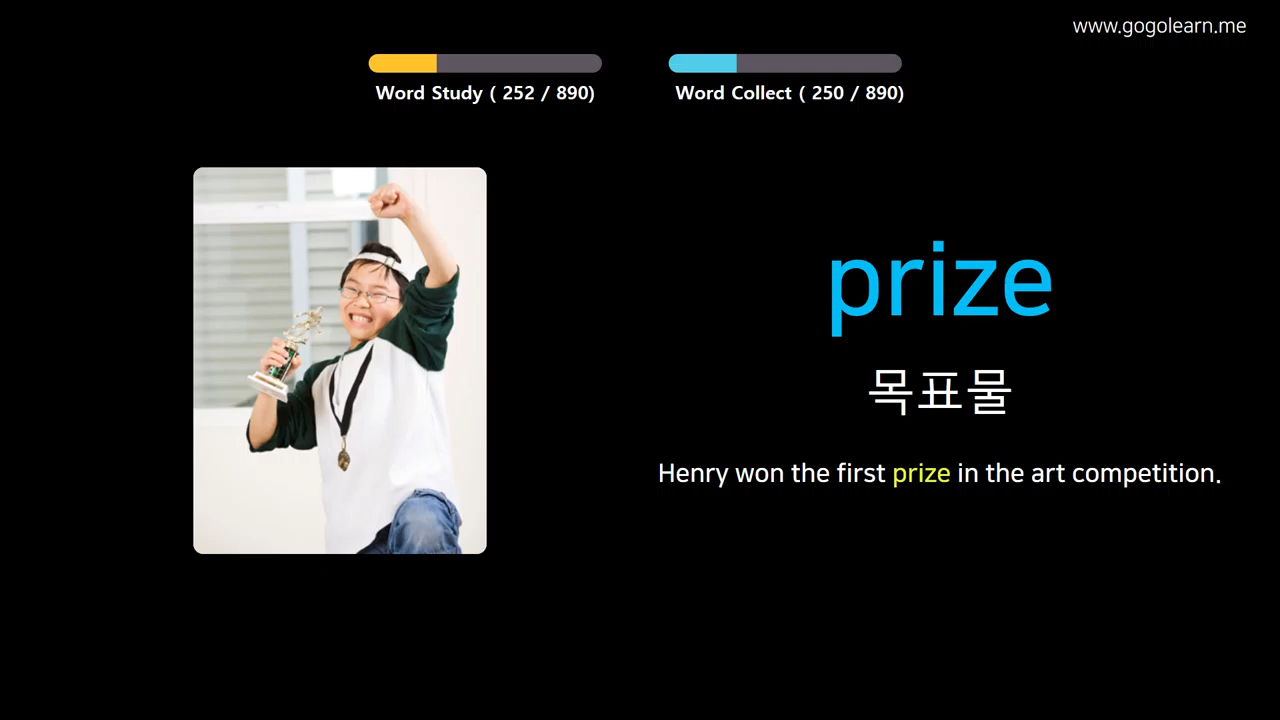 www.gogolearn.me
Word Study ( 252 / 890)
Word Collect ( 250 / 890)
prize
목표물
Henry won the first prize in the art competition.